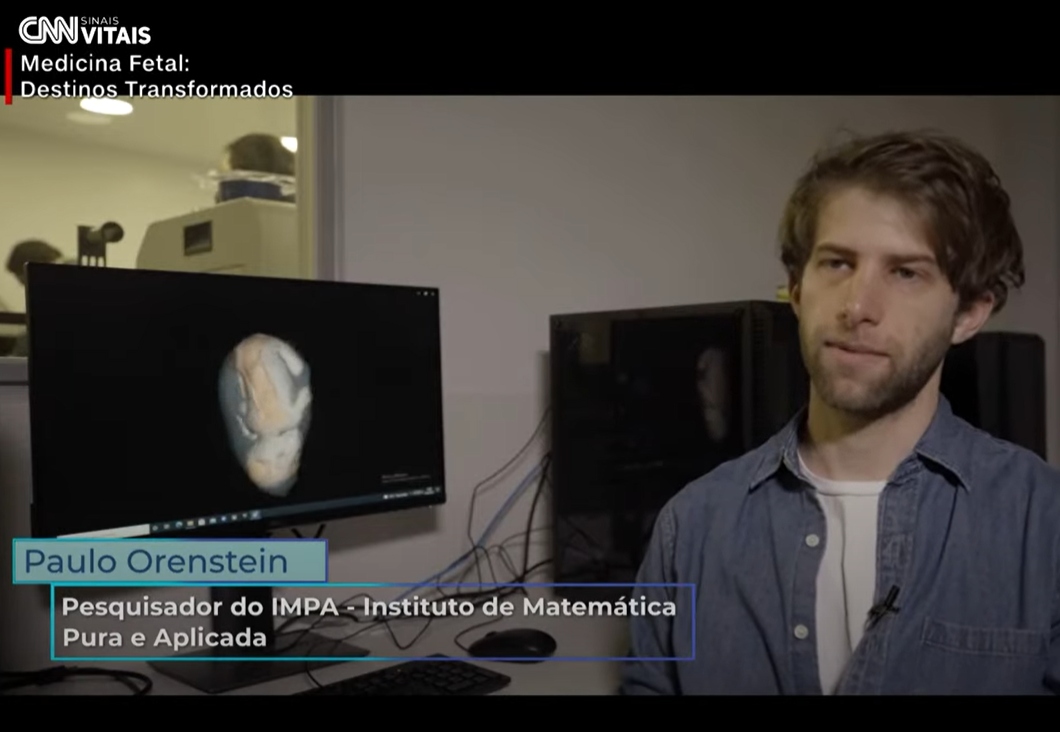 CNN SINAIS VITAIS
Medicina Fetal:
Destinos Transformados
Paulo Orenstein
Pesquisador do IMPA - Instituto de Matemática
Pura e Aplicada